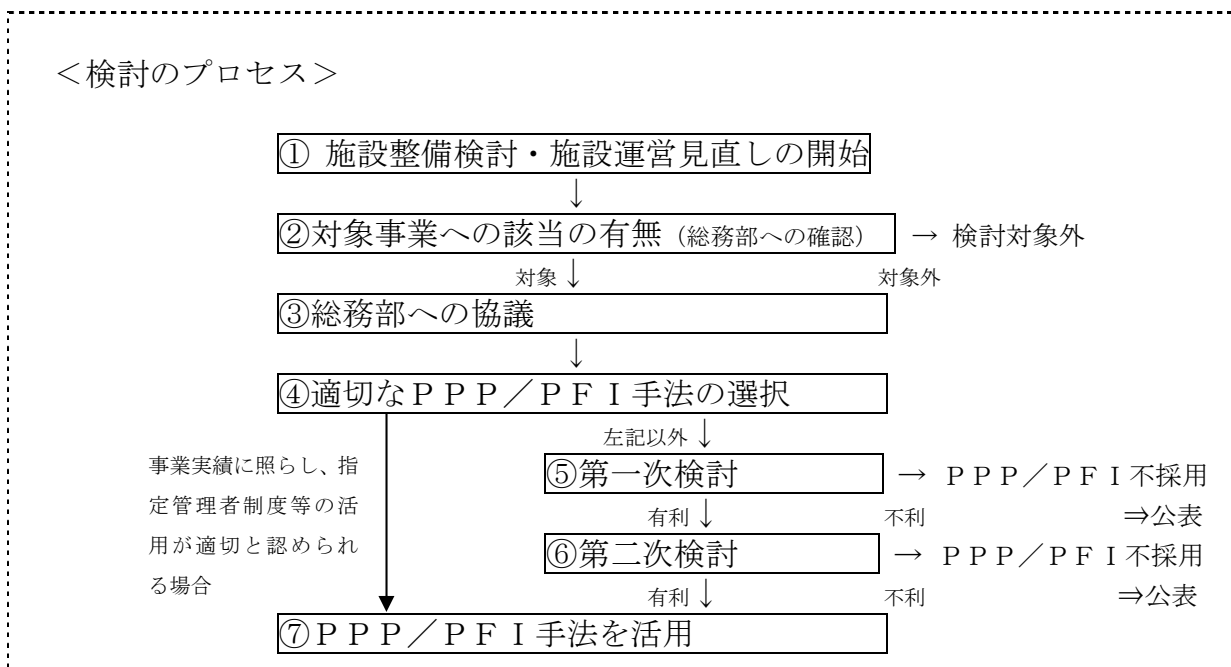 ＜検討のプロセス＞
① 施設整備検討・施設運営見直しの開始
↓
②対象事業への該当の有無（総務部への確認） → 検討対象外
対象 ↓ 対象外
③総務部への協議
↓
④適切なＰＰＰ／ＰＦＩ手法の選択
左記以外 ↓
事業実績に照らし、指
定管理者制度等の活
用が適切と認められ
る場合
⑤第一次検討 → ＰＰＰ／ＰＦＩ不採用
有利 ↓ 不利 ⇒公表
⑥第二次検討 → ＰＰＰ／ＰＦＩ不採用
有利 ↓ 不利 ⇒公表
⑦ＰＰＰ／ＰＦＩ手法を活用